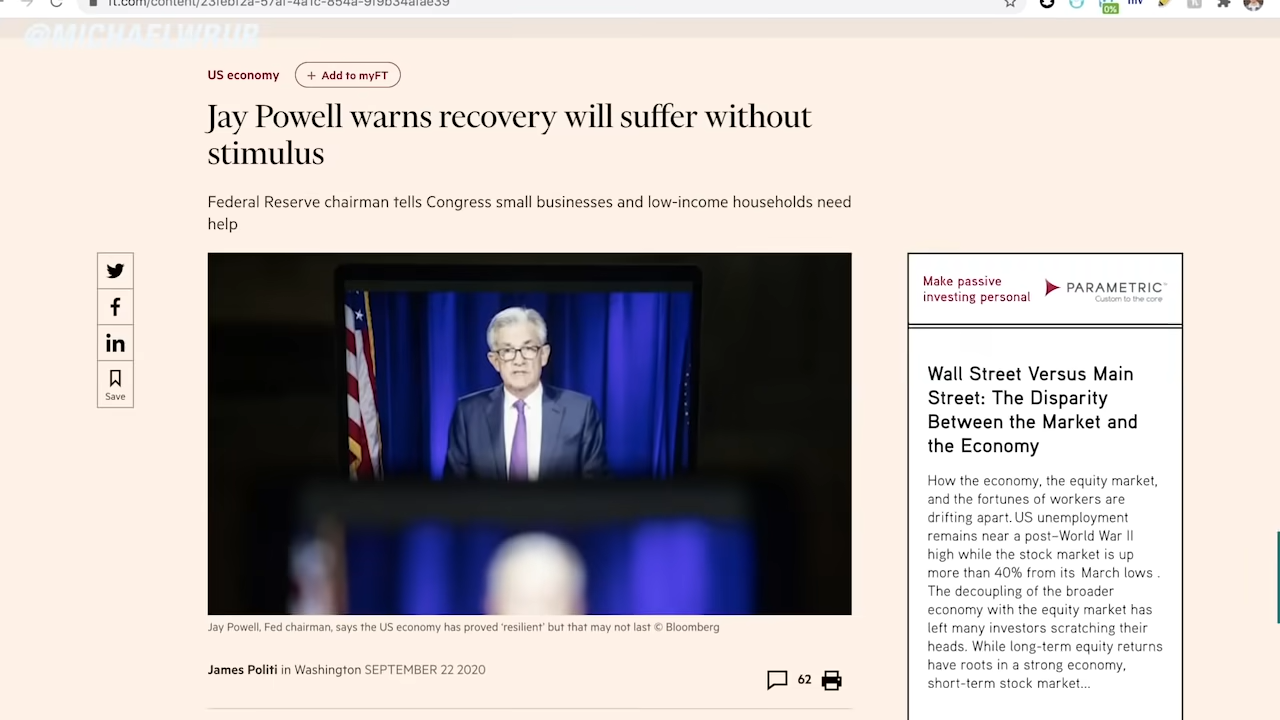 @MICHAELWRUB
US economy
+ Add to myFT
Jay Powell warns recovery will suffer without
stimulus
Federal Reserve chairman tells Congress small businesses and low-income households need
help
Save
Jay Powell, Fed chairman, says the US economy has proved ‘resilient’ but that may not last © Bloomberg
James Politi in Washington SEPTEMBER 22 2020
62
Make passive
investing personal
PARAMETRIC™
Custom to the core
Wall Street Versus Main
Street: The Disparity
Between the Market and
the Economy
How the economy, the equity market,
and the fortunes of workers are
drifting apart. US unemployment
remains near a post-World War II
high while the stock market is up
more than 40% from its March lows .
The decoupling of the broader
economy with the equity market has
left many investors scratching their
heads. While long-term equity returns
have roots in a strong economy,
short-term stock market...
0%